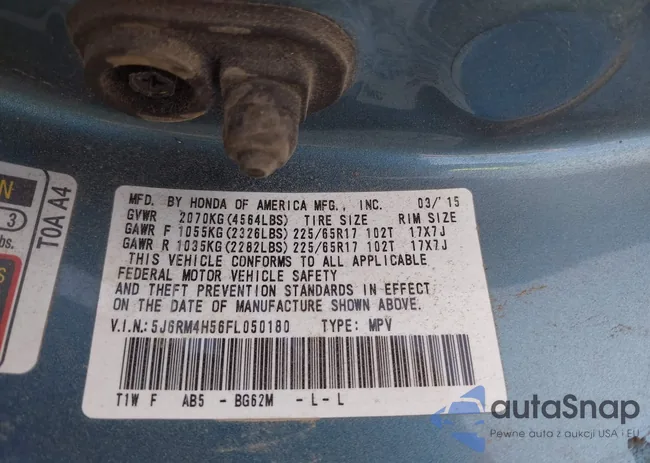 MFD. BY HONDA OF AMERICA MFG., INC. 03/'15
GVWR 2070KG(4564LBS) TIRE SIZE RIM SIZE
GAWR F 1055KG(2326LBS) 225/65R17 102T 17X7J
GAWR R 1035KG(2282LBS) 225/65R17 102T 17X7J
THIS VEHICLE CONFORMS TO ALL APPLICABLE
FEDERAL MOTOR VEHICLE SAFETY
AND THEFT PREVENTION STANDARDS IN EFFECT
ON THE DATE OF MANUFACTURE SHOWN ABOVE.
V.I.N.:5J6RM4H56FL050180 TYPE: MPV
T1W F AB5 -BG62M -L-L
N
3
bs.
S
T0A A4
autaSnap
Pewne auta z aukcji USA i EU